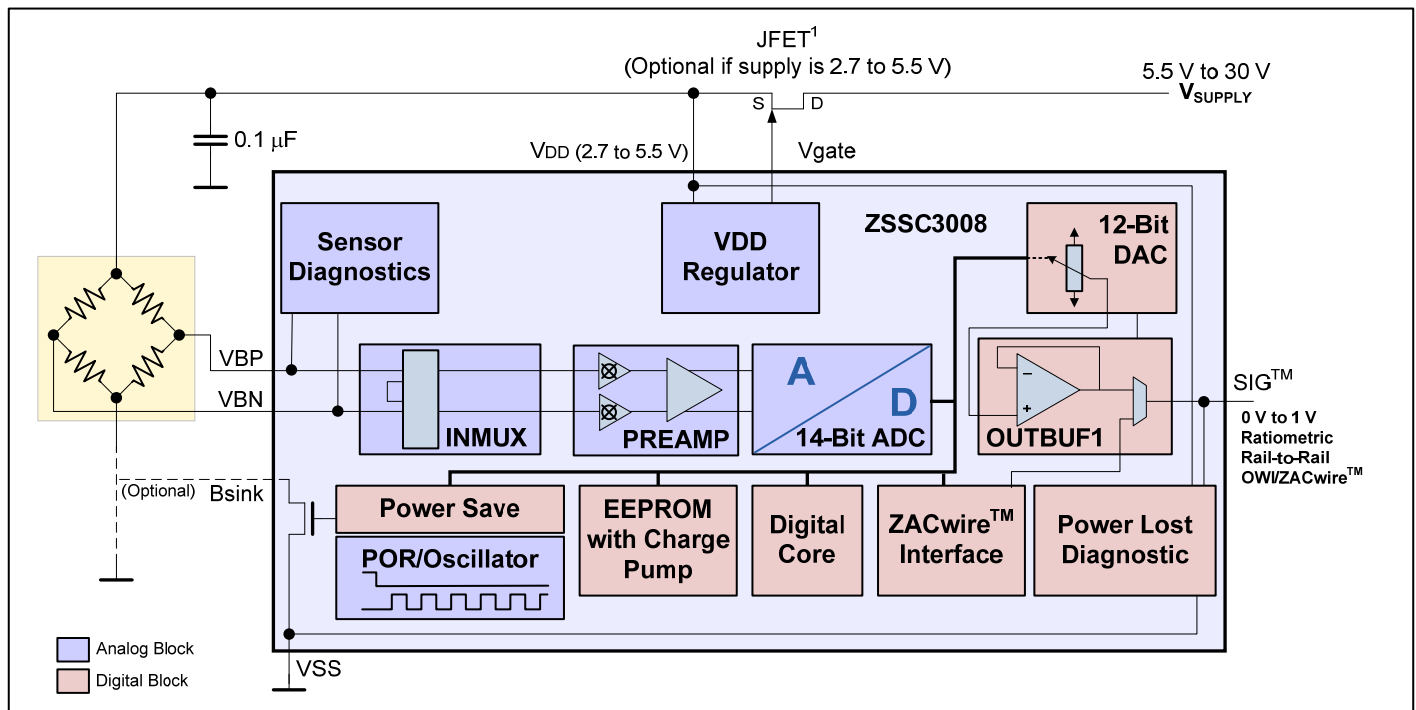 JFET1
(Optional if supply is 2.7 to 5.5 V)
5.5 V to 30 V
VSUPPLY
S
D
0.1 µF
VDD (2.7 to 5.5 V)
Vgate
Sensor
Diagnostics
VDD
Regulator
ZSSC3008
12-Bit
DAC
VBP
VBN
INMUX
PREAMP
A
D
14-Bit ADC
−
+
OUTBUF1
SIG™
0 V to 1 V
Ratiometric
Rail-to-Rail
OWI/ZACwire™
(Optional)
Bsink
Power Save
POR/Oscillator
EEPROM
with Charge
Pump
Digital
Core
ZACwire™
Interface
Power Lost
Diagnostic
VSS
Analog Block
Digital Block